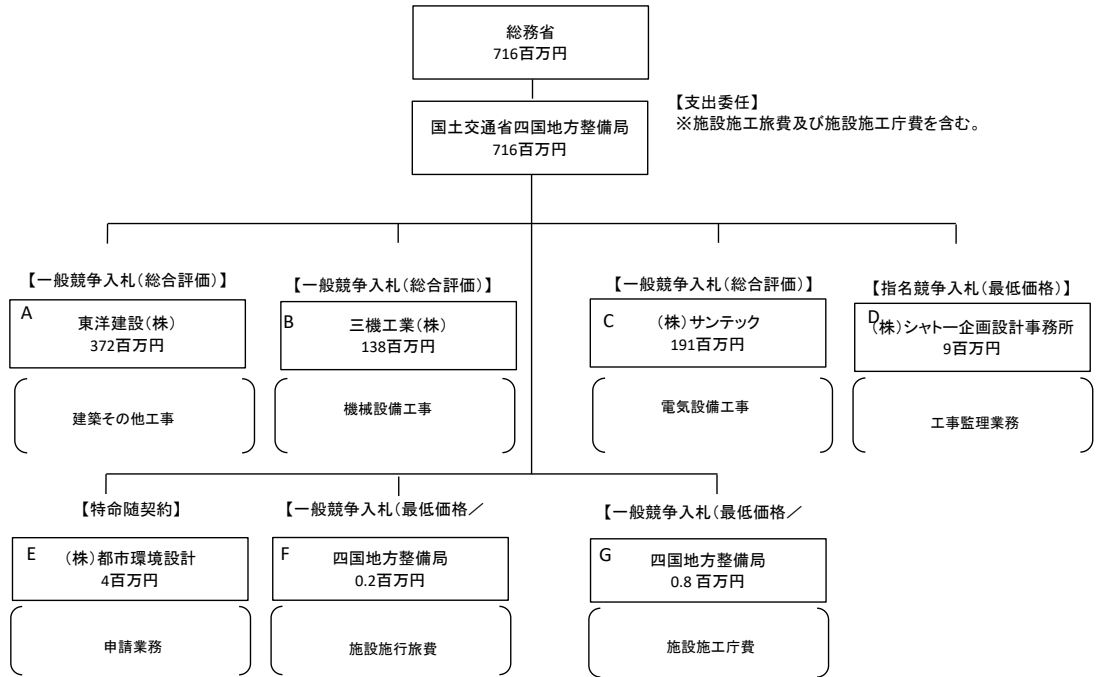 総務省
716百万円
国土交通省四国地方整備局
716百万円
【支出委任】
※施設施工旅費及び施設施工庁費を含む。
【一般競争入札(総合評価)】
A
東洋建設(株)
372百万円
建築その他工事
【一般競争入札(総合評価)】
B
三機工業(株)
138百万円
機械設備工事
【一般競争入札(総合評価)】
C
(株)サンテック
191百万円
電気設備工事
【指名競争入札(最低価格)】
D
(株)シャトー企画設計事務所
9百万円
工事監理業務
【特命随契約】
E
(株)都市環境設計
4百万円
申請業務
【一般競争入札(最低価格/
F
四国地方整備局
0.2百万円
施設施行旅費
【一般競争入札(最低価格/
G
四国地方整備局
0.8 百万円
施設施工庁費